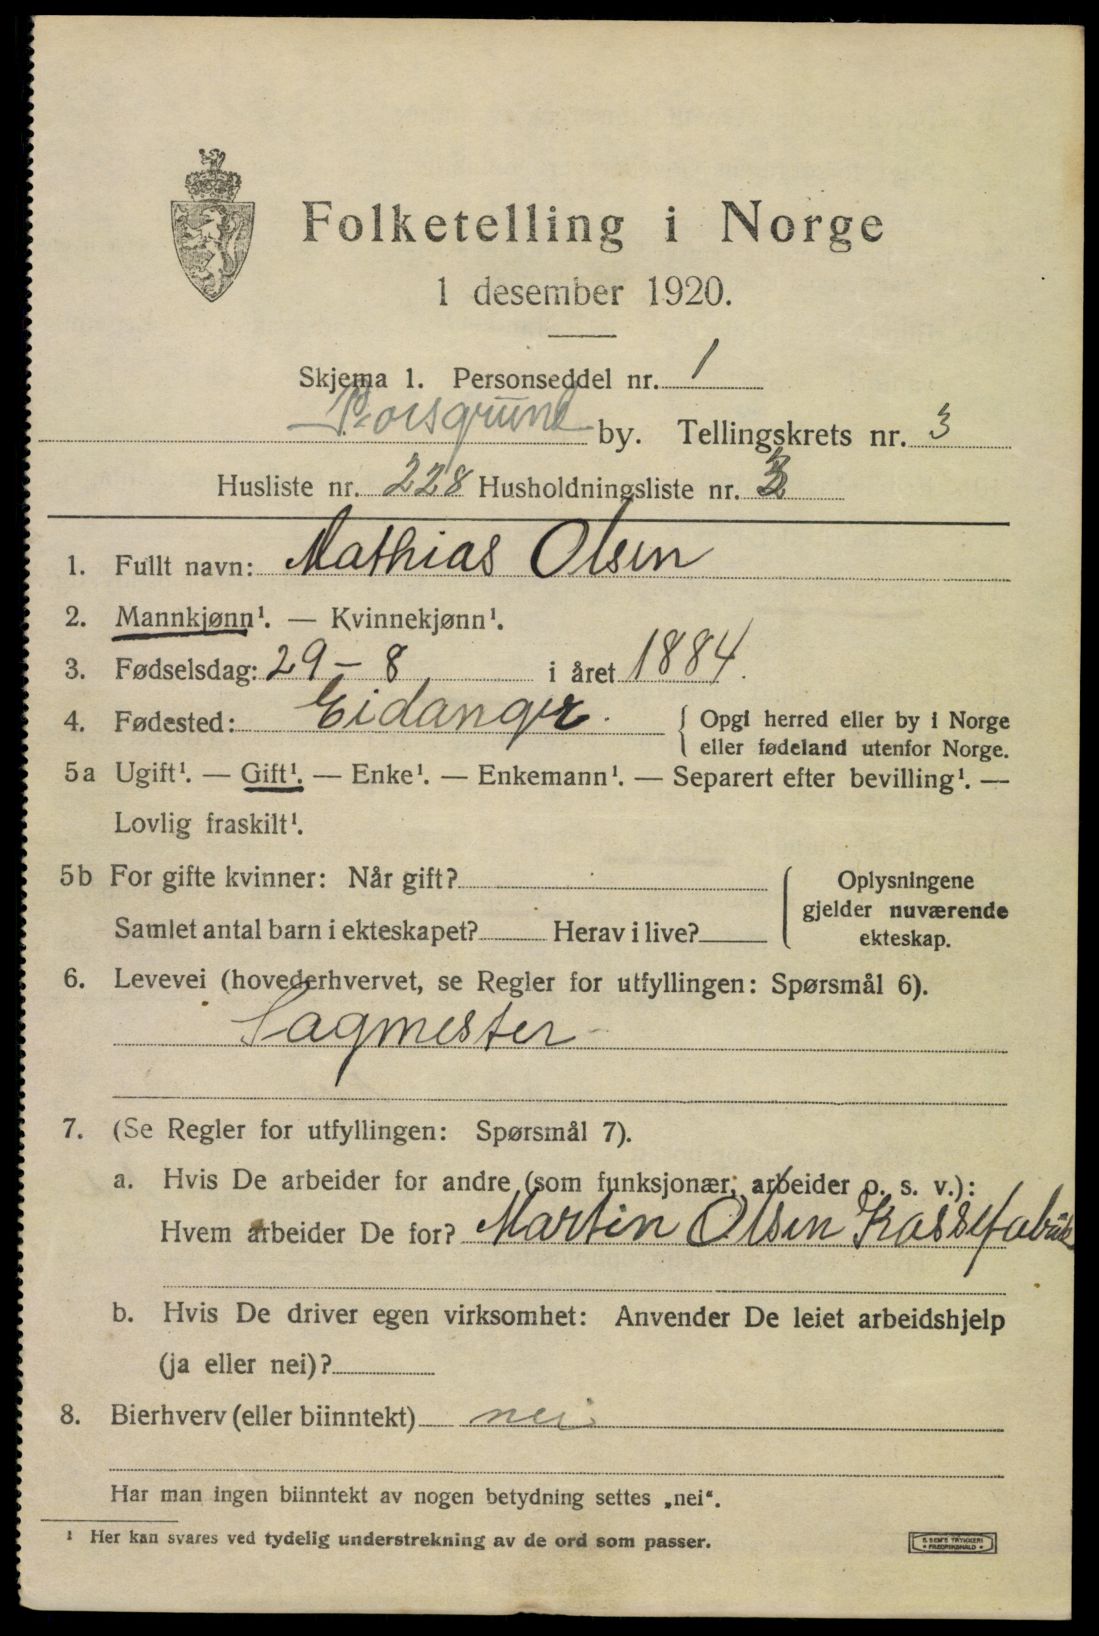 Folketelling i Norge
1 desember 1920.
Skjema 1. Personseddel nr. 1
Porsgrund by. Tellingskrets nr. 3
Husliste nr. 228 Husholdningsliste nr.
1. Fullt navn: Mathias Olsen
2. Mannkjønn¹. — Kvinnekjønn¹.
3. Fødselsdag: 29 – 8 i året 1884.
4. Fødested: Eidanger. { Opgi herred eller by i Norge
eller fødeland utenfor Norge.
5a Ugift¹. — Gift¹. — Enke¹. — Enkemann¹. — Separert efter bevilling¹. —
Lovlig fraskilt¹.
5b For gifte kvinner: Når gift? { Oplysningene
gjelder nuværende
Samlet antal barn i ekteskapet? Herav i live?
ekteskap.
6. Levevei (hovederhvervet, se Regler for utfyllingen: Spørsmål 6).
Sagmester
7. (Se Regler for utfyllingen: Spørsmål 7).
a. Hvis De arbeider for andre (som funksjonær, arbeider o. s. v.):
Hvem arbeider De for? Martin Olsen Kassefabrik
b. Hvis De driver egen virksomhet: Anvender De leiet arbeidshjelp
(ja eller nei)?
8. Bierhverv (eller biinntekt) nei
Har man ingen biinntekt av nogen betydning settes „nei“.
¹ Her kan svares ved tydelig understrekning av de ord som passer.
TRYKKERI
FREDRIKSHALD